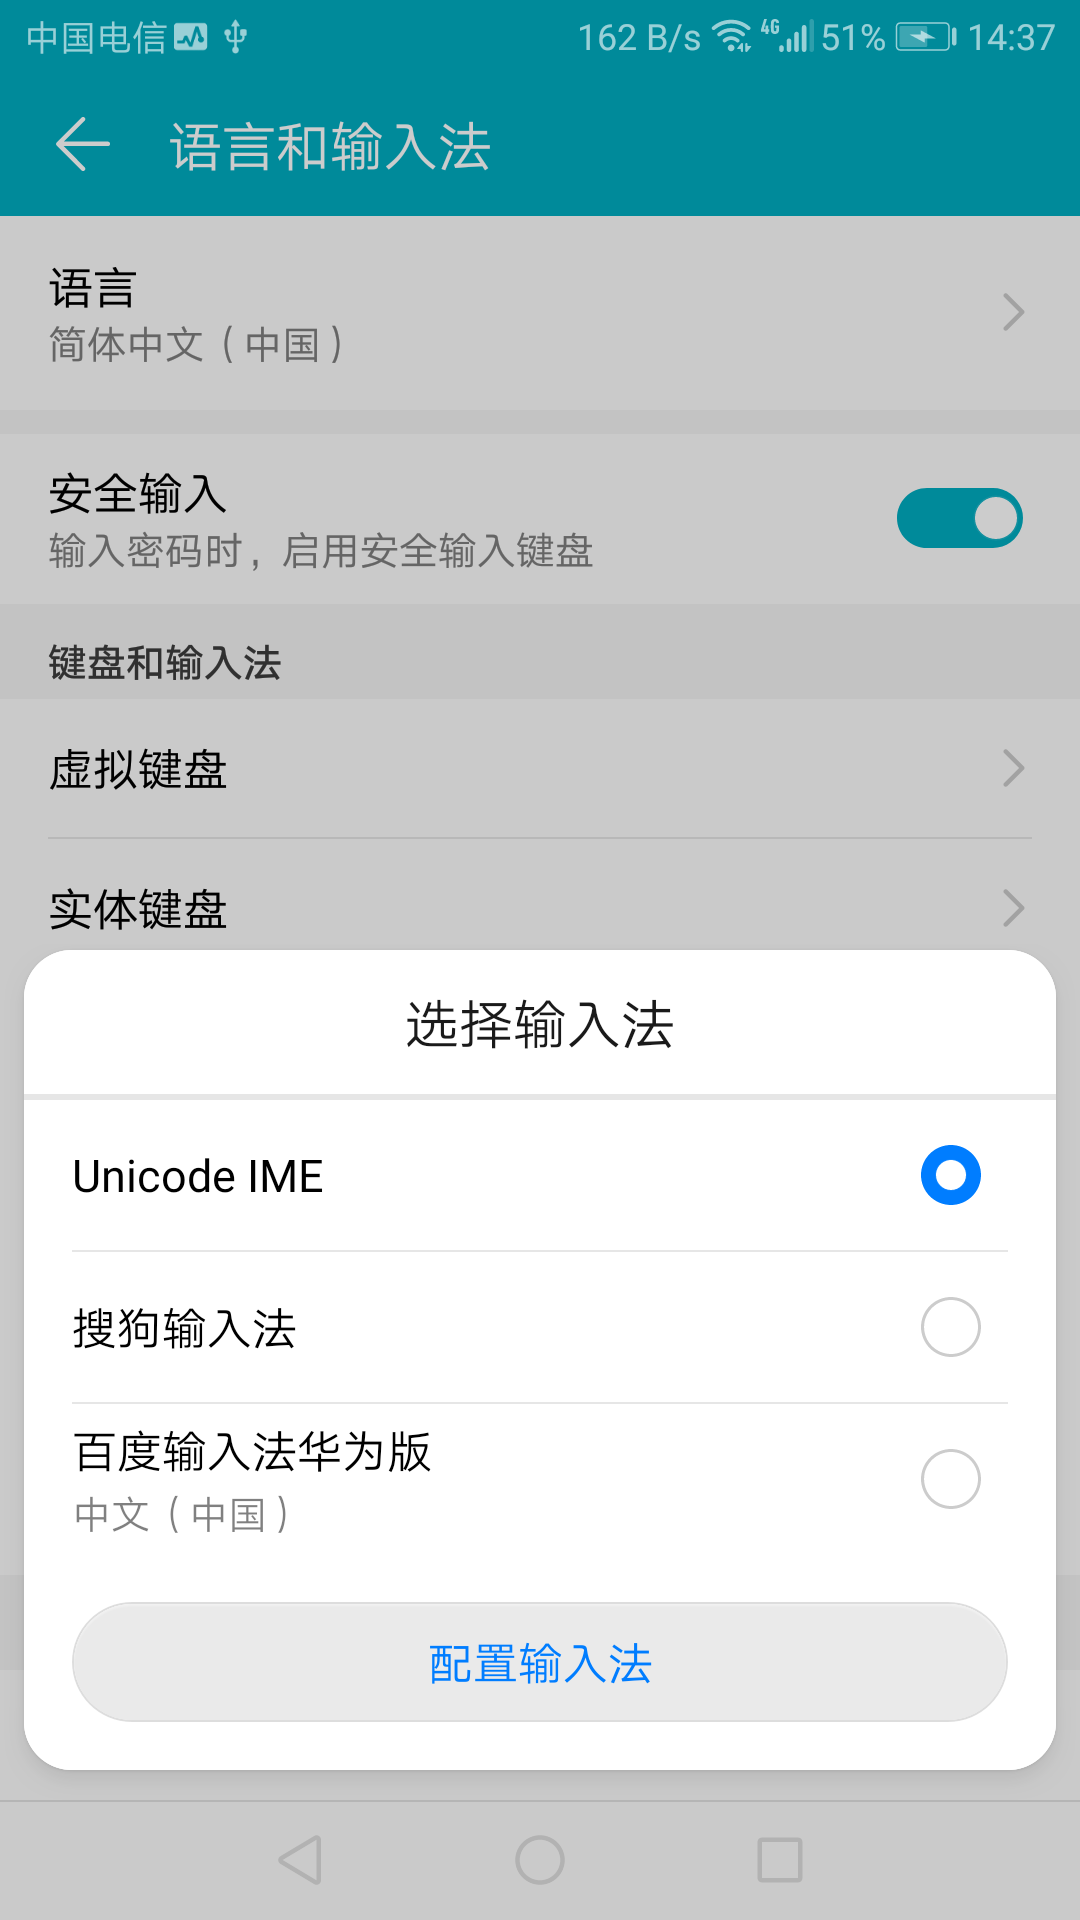 中国电信 162 B/s 4G 51% 14:37
语言和输入法
语言
简体中文（中国）
安全输入
输入密码时，启用安全输入键盘
键盘和输入法
虚拟键盘
实体键盘
选择输入法
Unicode IME
搜狗输入法
百度输入法华为版
中文（中国）
配置输入法